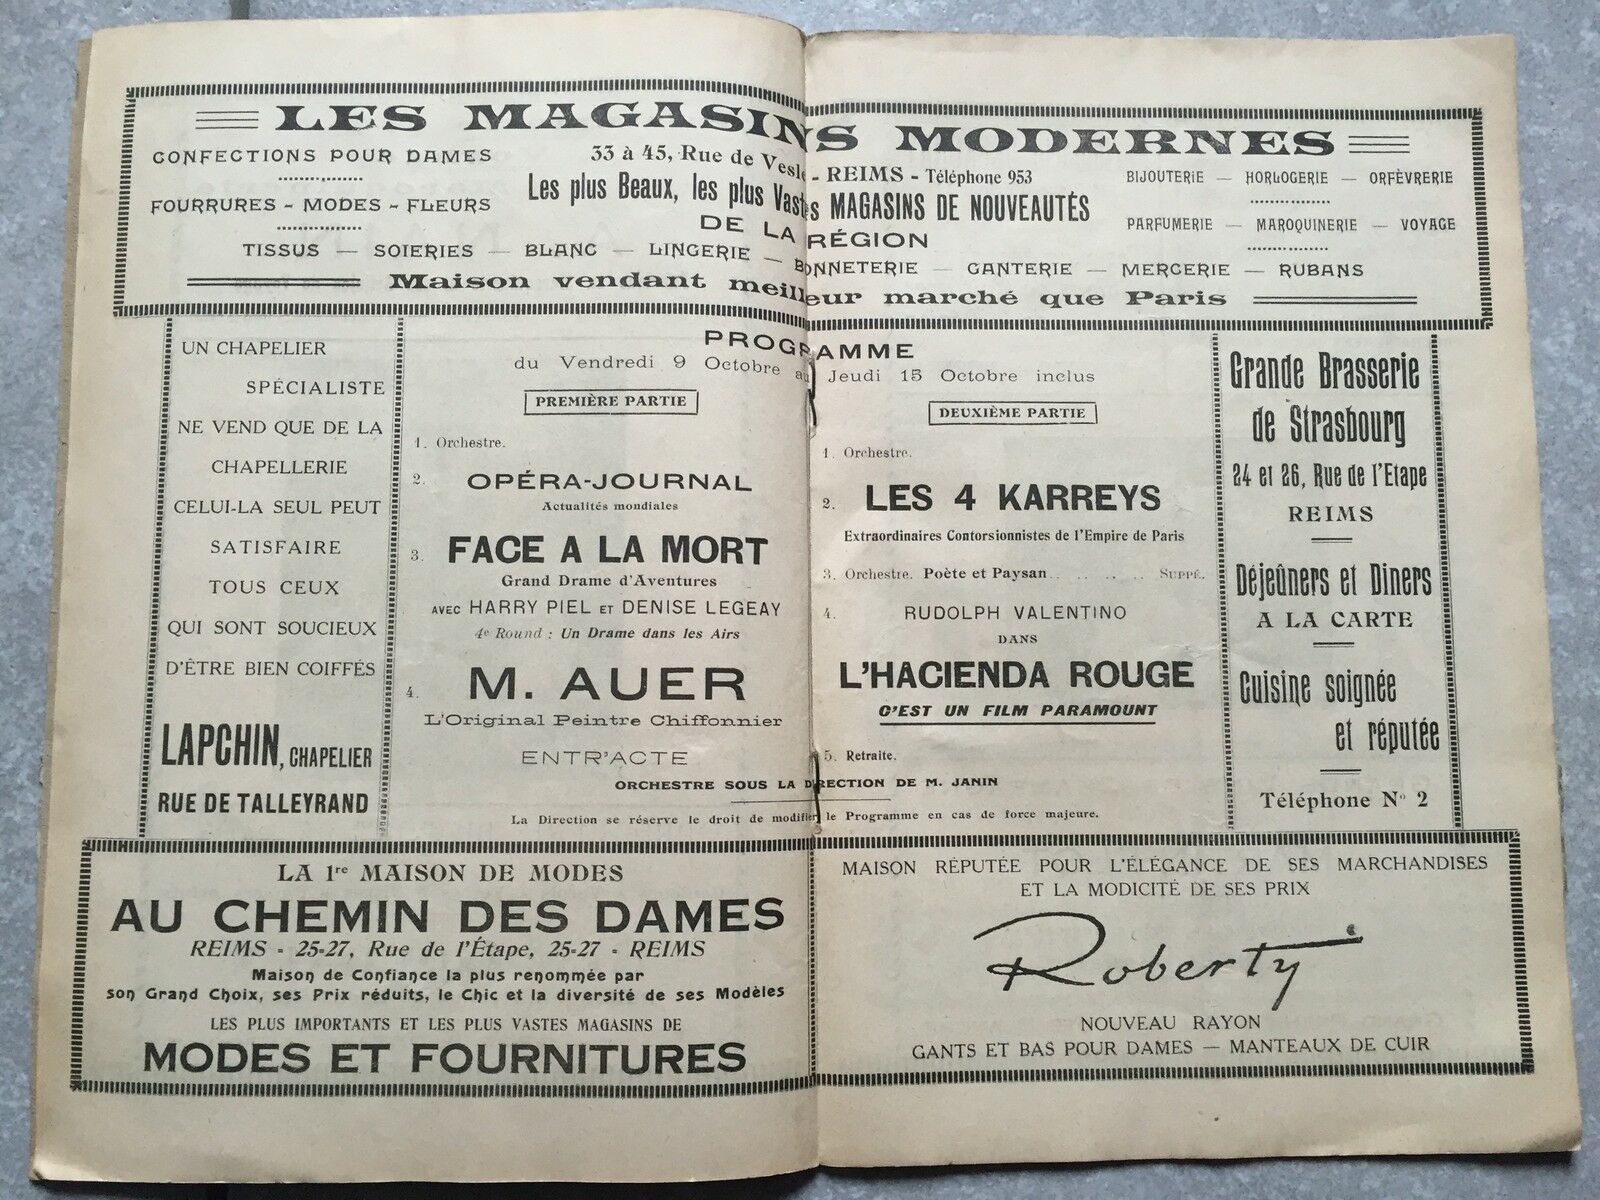 LES MAGASINS MODERNES
CONFECTIONS POUR DAMES
FOURRURES - MODES - FLEURS
33 à 45, Rue de Vesle - REIMS - Téléphone 953
Les plus Beaux, les plus Vastes MAGASINS DE NOUVEAUTÉS
DE LA RÉGION
BIJOUTERIE — HORLOGERIE — ORFÈVRERIE
PARFUMERIE — MAROQUINERIE — VOYAGE
TISSUS — SOIERIES — BLANC — LINGERIE — BONNETERIE — GANTERIE — MERCERIE — RUBANS
Maison vendant meilleur marché que Paris
UN CHAPELIER
SPÉCIALISTE
NE VEND QUE DE LA
CHAPELLERIE
CELUI-LA SEUL PEUT
SATISFAIRE
TOUS CEUX
QUI SONT SOUCIEUX
D'ÊTRE BIEN COIFFÉS
LAPCHIN, CHAPELIER
RUE DE TALLEYRAND
PROGRAMME
du Vendredi 9 Octobre au Jeudi 15 Octobre inclus
PREMIÈRE PARTIE
1. Orchestre.
2. OPÉRA-JOURNAL
Actualités mondiales
3. FACE A LA MORT
Grand Drame d'Aventures
AVEC HARRY PIEL ET DENISE LEGEAY
4e Round : Un Drame dans les Airs
4. M. AUER
L'Original Peintre Chiffonnier
ENTR'ACTE
DEUXIÈME PARTIE
1. Orchestre.
2. LES 4 KARREYS
Extraordinaires Contorsionnistes de l'Empire de Paris
3. Orchestre. Poète et Paysan .. .. .. .. SUPPÉ.
4. RUDOLPH VALENTINO
DANS
L'HACIENDA ROUGE
C'EST UN FILM PARAMOUNT
5. Retraite.
ORCHESTRE SOUS LA DIRECTION DE M. JANIN
La Direction se réserve le droit de modifier le Programme en cas de force majeure.
Grande Brasserie
de Strasbourg
24 et 26, Rue de l'Etape
REIMS
Déjeûners et Diners
A LA CARTE
Cuisine soignée
et réputée
Téléphone N° 2
LA 1re MAISON DE MODES
AU CHEMIN DES DAMES
REIMS - 25-27, Rue de l'Étape, 25-27 - REIMS
Maison de Confiance la plus renommée par
son Grand Choix, ses Prix réduits, le Chic et la diversité de ses Modèles
LES PLUS IMPORTANTS ET LES PLUS VASTES MAGASINS DE
MODES ET FOURNITURES
MAISON RÉPUTÉE POUR L'ÉLÉGANCE DE SES MARCHANDISES
ET LA MODICITÉ DE SES PRIX
Roberty
NOUVEAU RAYON
GANTS ET BAS POUR DAMES — MANTEAUX DE CUIR